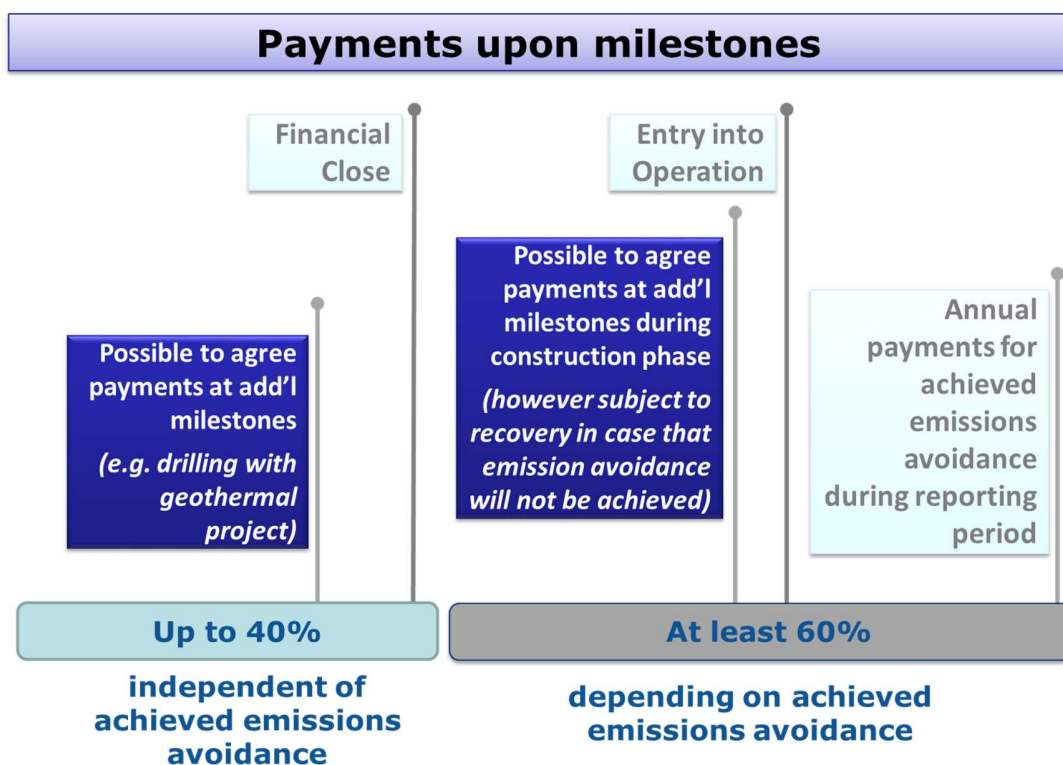 Payments upon milestones
Financial
Close
Possible to agree
payments at add’l
milestones
(e.g. drilling with
geothermal
project)
Entry into
Operation
Possible to agree
payments at add’l
milestones during
construction phase
(however subject to
recovery in case that
emission avoidance
will not be achieved)
Annual
payments for
achieved
emissions
avoidance
during reporting
period
Up to 40%
At least 60%
independent of
achieved emissions
avoidance
depending on achieved
emissions avoidance